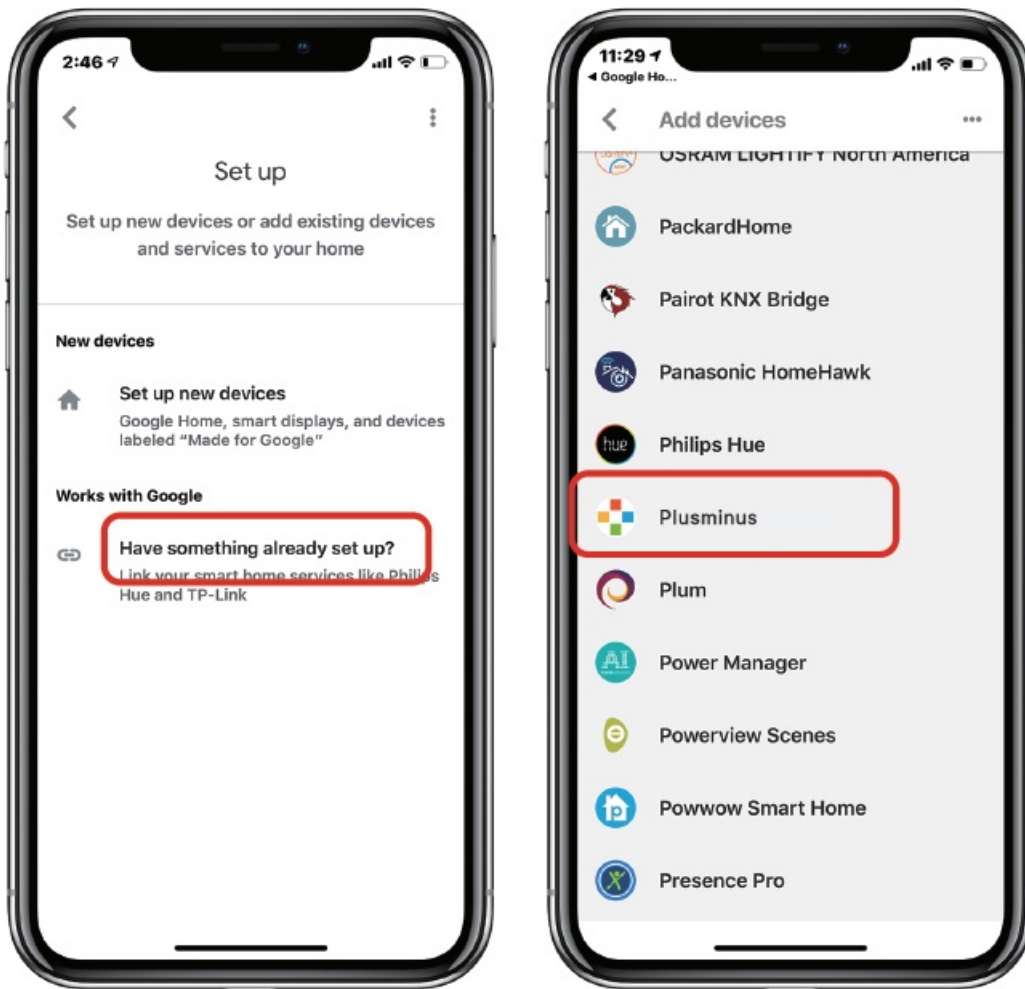 2:46
Set up
Set up new devices or add existing devices
and services to your home
New devices
Set up new devices
Google Home, smart displays, and devices
labeled “Made for Google”
Works with Google
Have something already set up?
Link your smart home services like Philips
Hue and TP-Link
11:29
Google Ho...
Add devices
OSRAM LIGHTIFY North America
PackardHome
Pairot KNX Bridge
Panasonic HomeHawk
hue
Philips Hue
Plusminus
Plum
AI
Power Manager
Powerview Scenes
p
Powwow Smart Home
Presence Pro